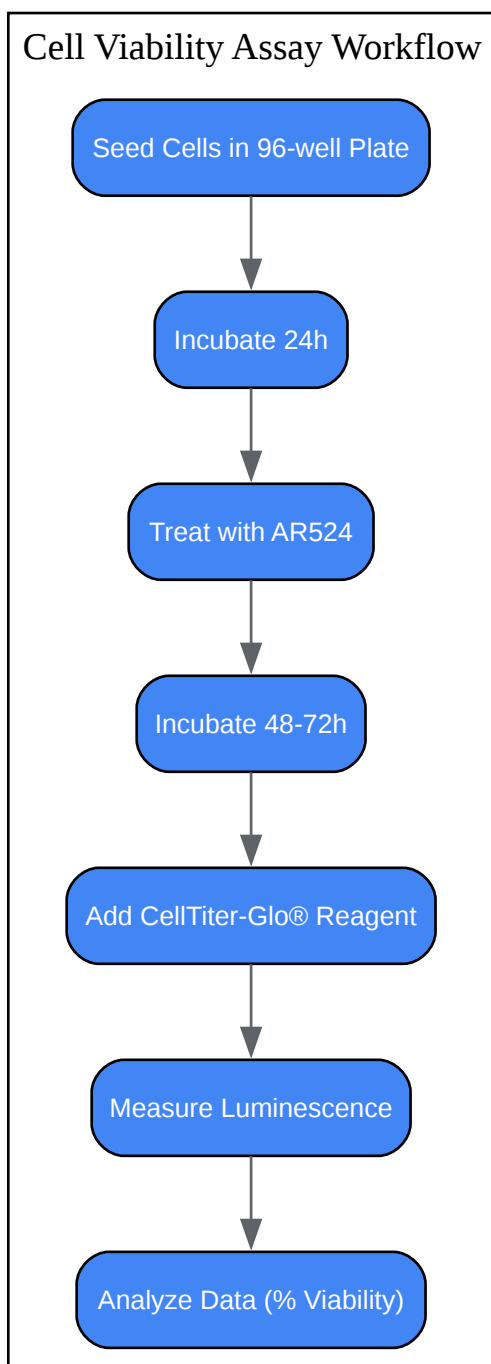 Cell Viability Assay Workflow
Seed Cells in 96-well Plate
Incubate 24h
Treat with AR524
Incubate 48-72h
Add CellTiter-Glo® Reagent
Measure Luminescence
Analyze Data (% Viability)